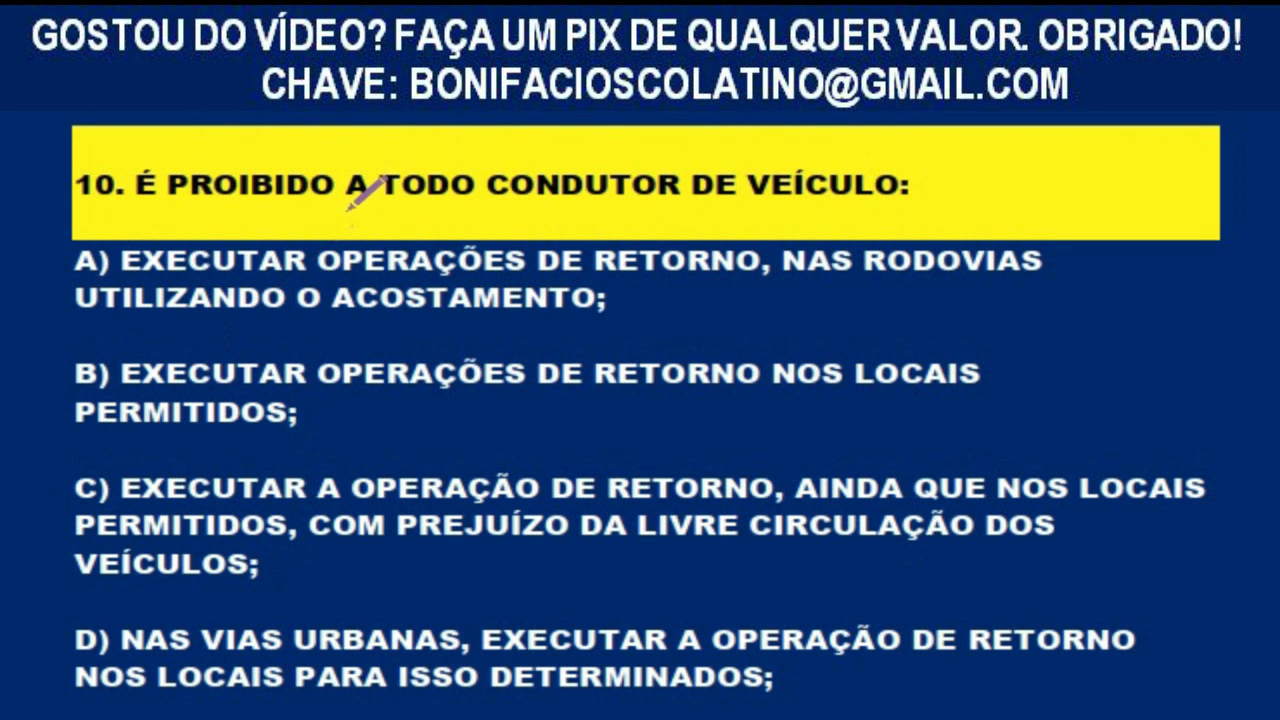 GOSTOU DO VÍDEO? FAÇA UM PIX DE QUALQUER VALOR. OBRIGADO!
CHAVE: BONIFACIOSCOLATINO@GMAIL.COM
10. É PROIBIDO A TODO CONDUTOR DE VEÍCULO:
A) EXECUTAR OPERAÇÕES DE RETORNO, NAS RODOVIAS
UTILIZANDO O ACOSTAMENTO;
B) EXECUTAR OPERAÇÕES DE RETORNO NOS LOCAIS
PERMITIDOS;
C) EXECUTAR A OPERAÇÃO DE RETORNO, AINDA QUE NOS LOCAIS
PERMITIDOS, COM PREJUÍZO DA LIVRE CIRCULAÇÃO DOS
VEÍCULOS;
D) NAS VIAS URBANAS, EXECUTAR A OPERAÇÃO DE RETORNO
NOS LOCAIS PARA ISSO DETERMINADOS;